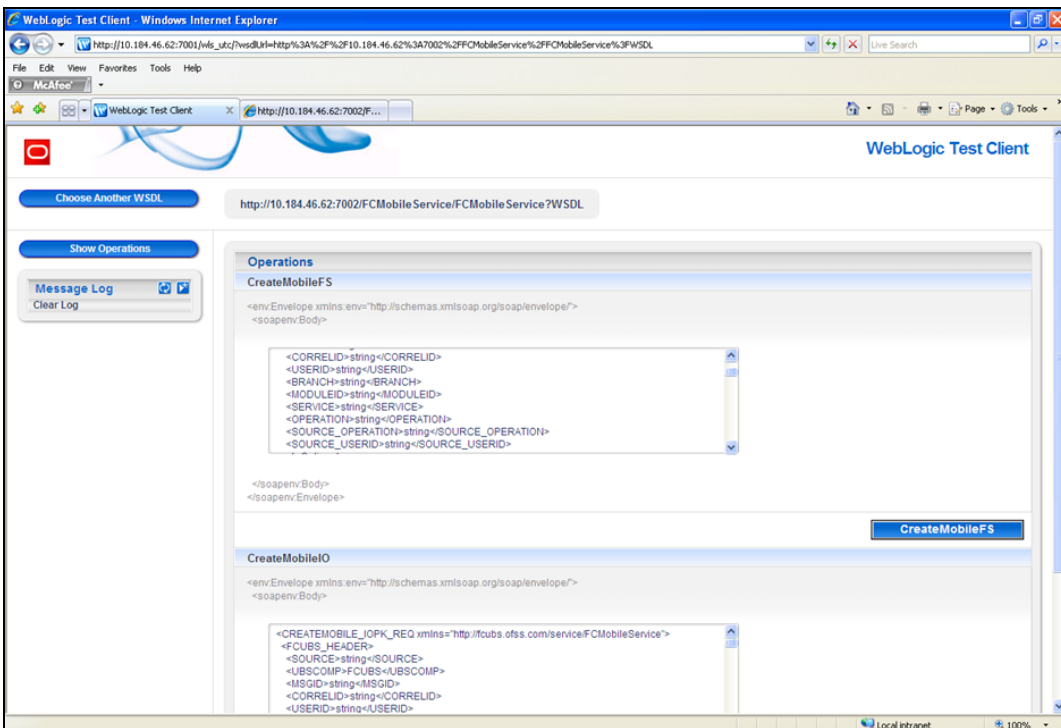 WebLogic Test Client - Windows Internet Explorer
http://10.184.46.62:7001/wls_utc/?wsdlUrl=http%3A%2F%2F10.184.46.62%3A7002%2FFCMobileService%2FFCMobileService%3FWSDL
Live Search
File Edit View Favorites Tools Help
McAfee
WebLogic Test Client
http://10.184.46.62:7002/F...
Page
Tools
WebLogic Test Client
Choose Another WSDL
http://10.184.46.62:7002/FCMobileService/FCMobileService?WSDL
Show Operations
Message Log
Clear Log
Operations
CreateMobileFS
<env:Envelope xmlns:env="http://schemas.xmlsoap.org/soap/envelope/">
<soapenv:Body>
<CORRELID>string</CORRELID>
<USERID>string</USERID>
<BRANCH>string</BRANCH>
<MODULEID>string</MODULEID>
<SERVICE>string</SERVICE>
<OPERATION>string</OPERATION>
<SOURCE_OPERATION>string</SOURCE_OPERATION>
<SOURCE_USERID>string</SOURCE_USERID>
</soapenv:Body>
</soapenv:Envelope>
CreateMobileFS
CreateMobileIO
<env:Envelope xmlns:env="http://schemas.xmlsoap.org/soap/envelope/">
<soapenv:Body>
<CREATEMOBILE_IOPK_REQ xmlns="http://fcubs.ofss.com/service/FCMobileService">
<FCUBS_HEADER>
<SOURCE>string</SOURCE>
<UBSCOMP>FCUBS</UBSCOMP>
<MSGID>string</MSGID>
<CORRELID>string</CORRELID>
<USERID>string</USERID>
Local intranet
100%